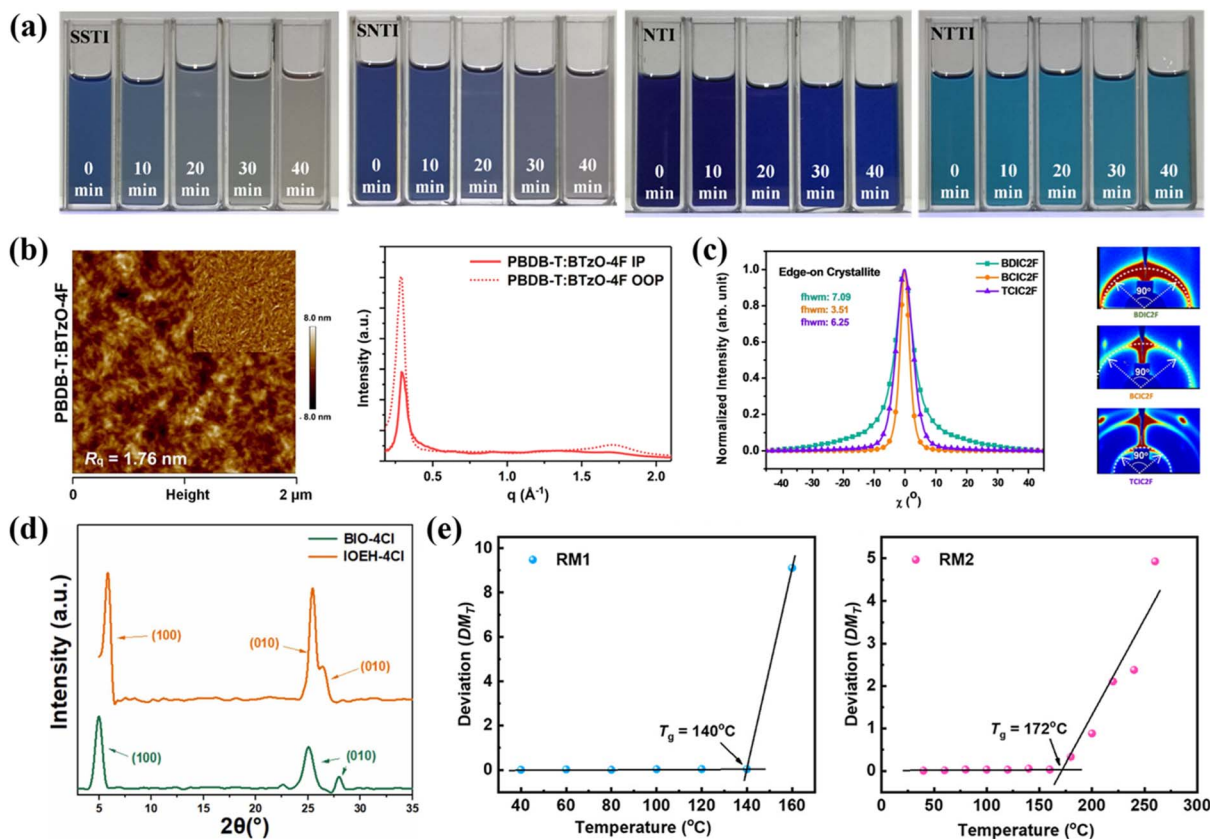 (a)
SSTI
0 min
10 min
20 min
30 min
40 min
SNTI
0 min
10 min
20 min
30 min
40 min
NTI
0 min
10 min
20 min
30 min
40 min
NTTI
0 min
10 min
20 min
30 min
40 min
(b)
PBDB-T:BTzO-4F
8.0 nm
- 8.0 nm
Rq = 1.76 nm
0 Height 2 μm
PBDB-T:BTzO-4F IP
PBDB-T:BTzO-4F OOP
Intensity (a.u.)
0.5 1.0 1.5 2.0
q (Å⁻¹)
(c)
Normalized Intensity (arb. unit)
1.0
0.8
0.6
0.4
0.2
0.0
Edge-on Crystallite
fhwm: 7.09
fhwm: 3.51
fhwm: 6.25
BDIC2F
BCIC2F
TCIC2F
-40 -30 -20 -10 0 10 20 30 40
χ (°)
90°
BDIC2F
90°
BCIC2F
90°
TCIC2F
(d)
Intensity (a.u.)
BIO-4Cl
IOEH-4Cl
(100)
(010)
(010)
(100)
(010)
5 10 15 20 25 30 35
2θ(°)
(e)
Deviation (DMT)
10
8
6
4
2
0
RM1
Tg = 140°C
40 60 80 100 120 140 160
Temperature (°C)
Deviation (DMT)
5
4
3
2
1
0
RM2
Tg = 172°C
0 50 100 150 200 250 300
Temperature (°C)